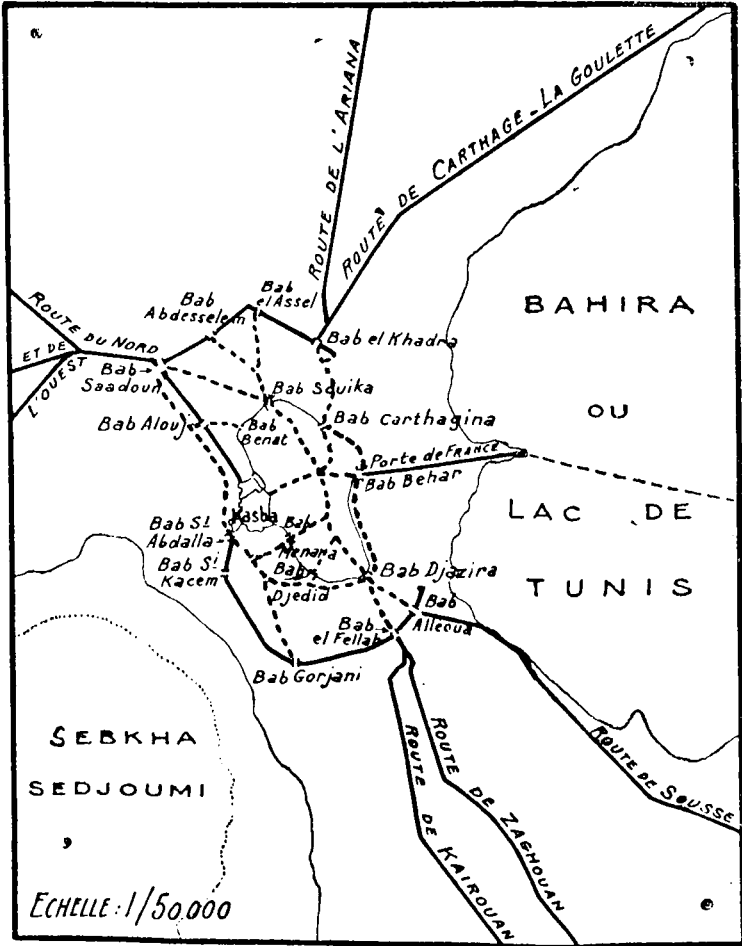 ROUTE DE L'ARIANA
ROUTE DE CARTHAGE-LA GOULETTE
BAHIRA
OU
LAC DE
TUNIS
ROUTE DU NORD
ET DE
L'OUEST
Bab
Abdesselem
Bab
el Assel
Bab el Khadra
Bab
Saadoun
Bab Souika
Bab Alouj
Bab
Benat
Bab Carthagina
Porte de FRANCE
Bab Behar
Kasba
Bab
Menara
Bab Si
Abdalla
Bab Si
Kacem
Bab
Djedid
Bab Djazira
Bab
Alleoua
Bab
el Fellah
Bab Gorjani
SEBKHA
SEDJOUMI
ROUTE DE KAIROUAN
ROUTE DE ZAGHOUAN
ROUTE DE SOUSSE
ECHELLE: 1/50,000